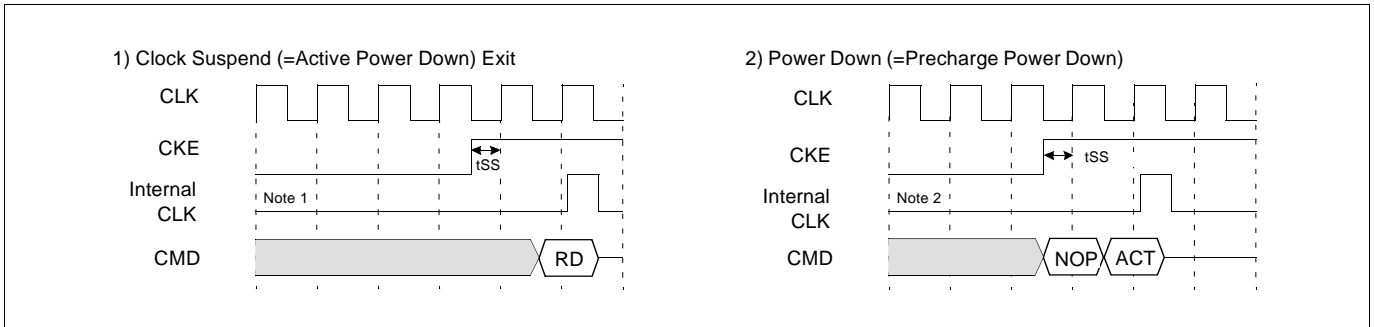 1) Clock Suspend (=Active Power Down) Exit
CLK
CKE
tSS
Internal
CLK
Note 1
CMD
RD
2) Power Down (=Precharge Power Down)
CLK
CKE
tSS
Internal
CLK
Note 2
CMD
NOP
ACT